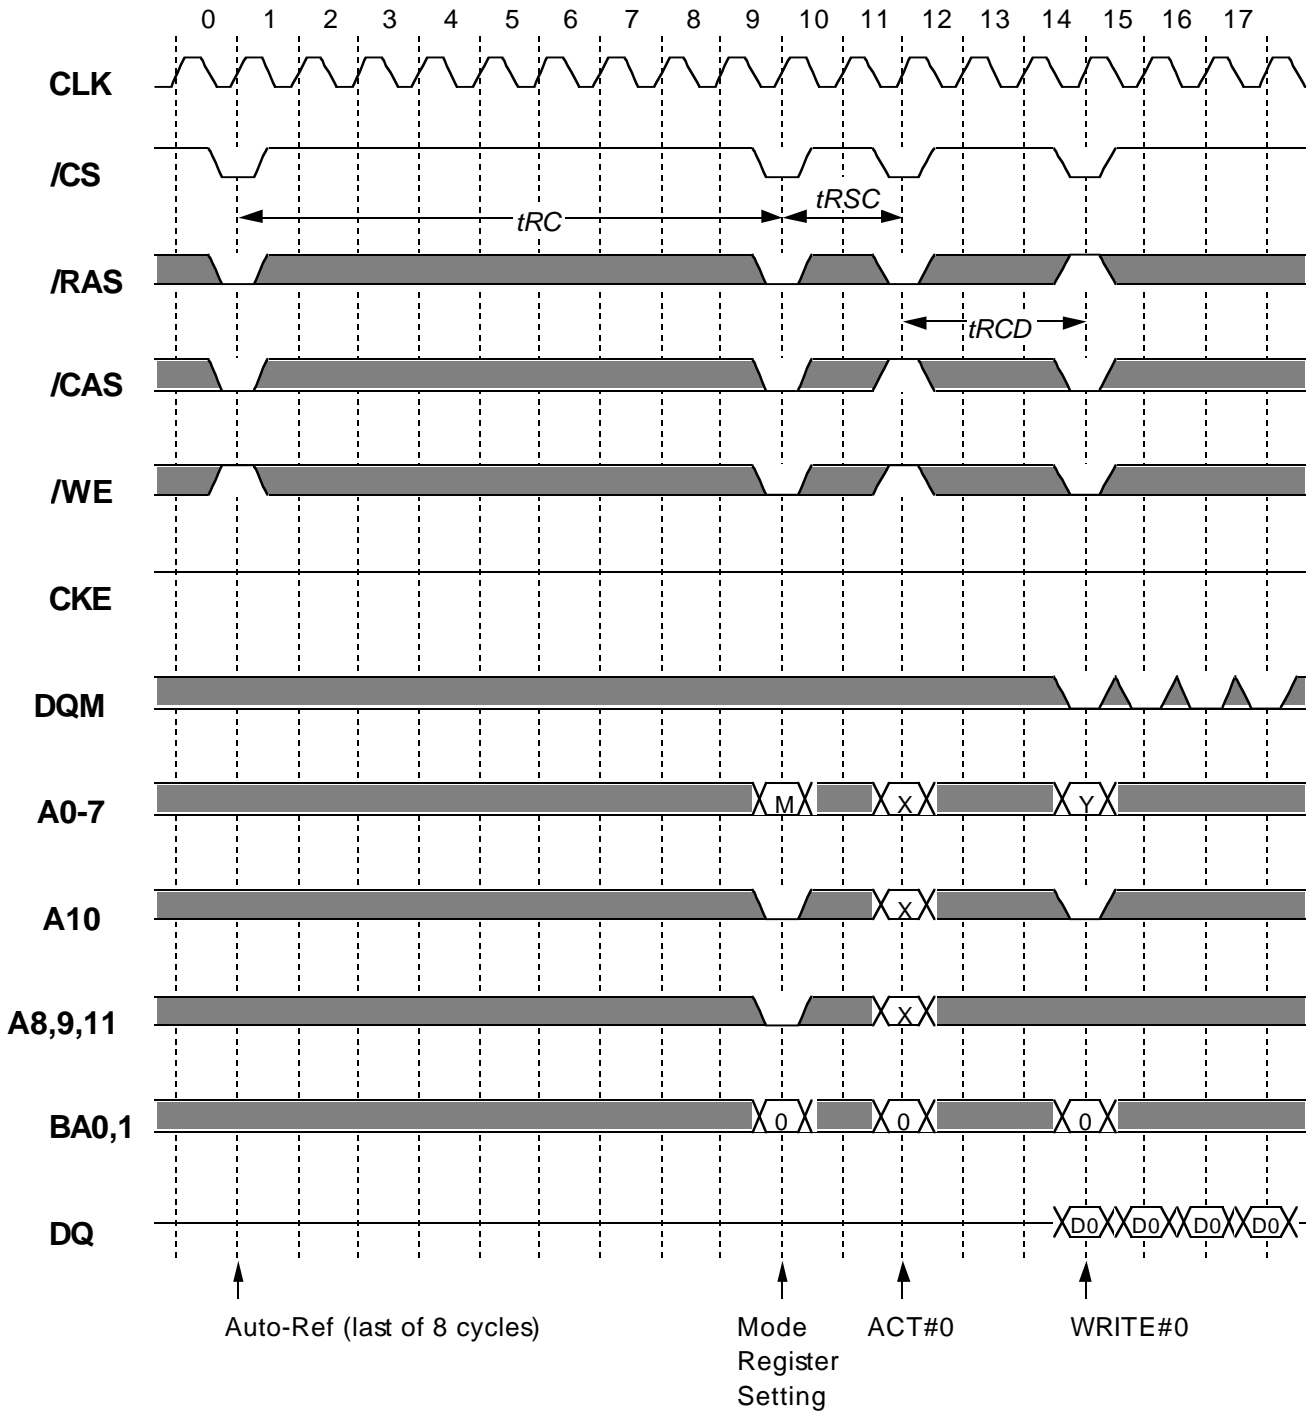 0 1 2 3 4 5 6 7 8 9 10 11 12 13 14 15 16 17
CLK
/CS
tRC
tRSC
/RAS
tRCD
/CAS
/WE
CKE
DQM
A0-7
M X Y
A10
X
A8,9,11
X
BA0,1
0 0 0
DQ
D0 D0 D0 D0
Auto-Ref (last of 8 cycles)
Mode
Register
Setting
ACT#0
WRITE#0